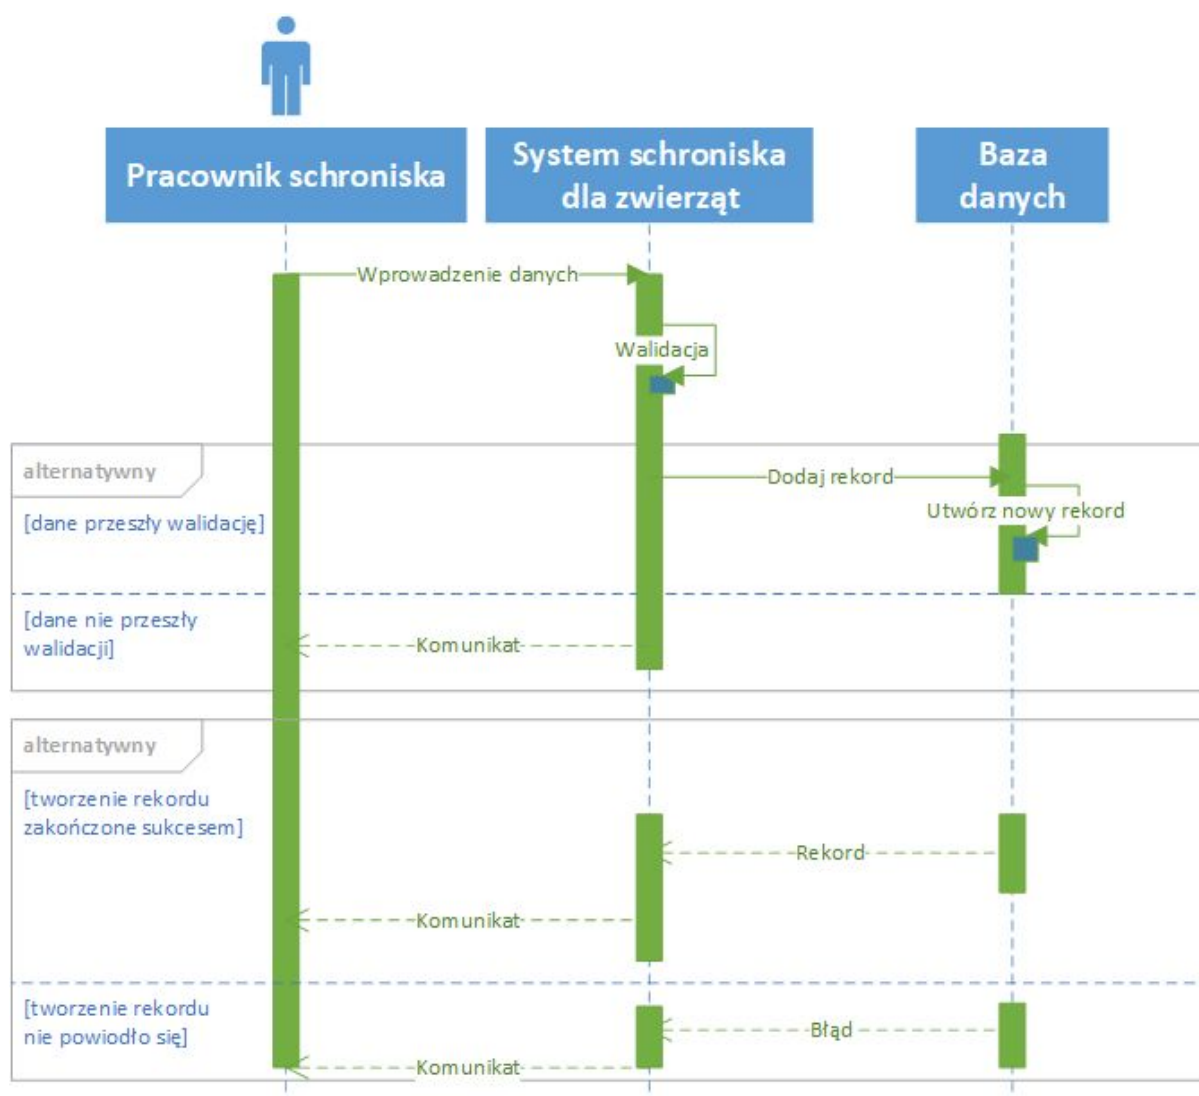 Pracownik schroniska
System schroniska
dla zwierząt
Baza
danych
Wprowadzenie danych
Walidacja
alternatywny
Dodaj rekord
[dane przeszły walidację]
Utwórz nowy rekord
[dane nie przeszły
walidacji]
Komunikat
alternatywny
[tworzenie rekordu
zakończone sukcesem]
Rekord
Komunikat
[tworzenie rekordu
nie powiodło się]
Błąd
Komunikat